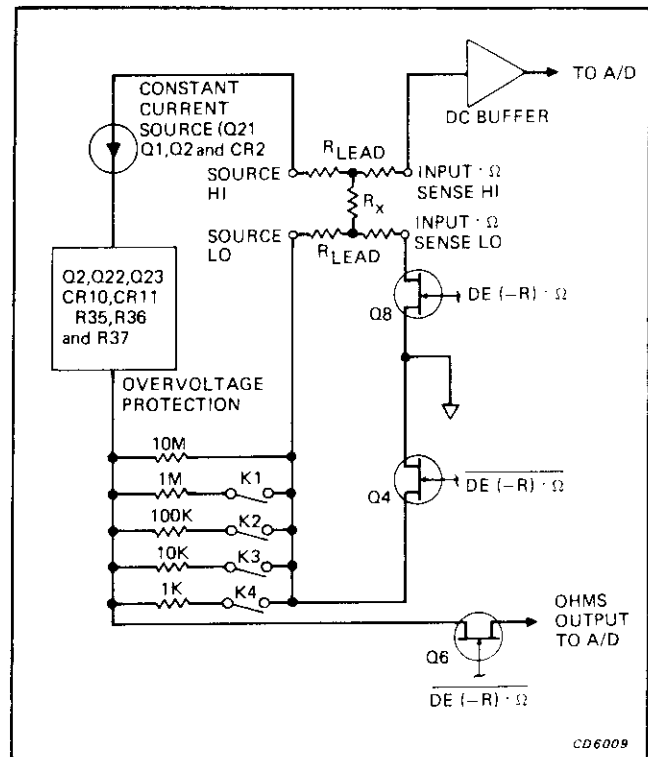 CONSTANT
CURRENT
SOURCE (Q21
Q1,Q2 and CR2
TO A/D
DC BUFFER
RLEAD
SOURCE
HI
INPUT · Ω
SENSE HI
RX
SOURCE
LO
RLEAD
INPUT · Ω
SENSE LO
Q2,Q22,Q23
CR10,CR11
R35,R36
and R37
OVERVOLTAGE
PROTECTION
Q8
DE (–R) · Ω
10M
1M
K1
100K
K2
10K
K3
1K
K4
Q4
DE (–R) · Ω
OHMS
OUTPUT
TO A/D
Q6
DE (–R) · Ω
CD6009